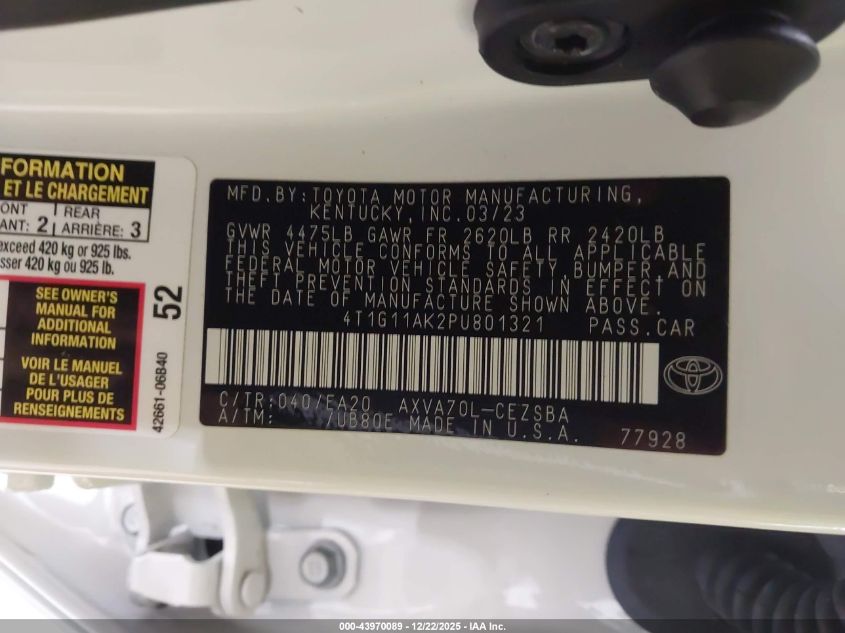 FORMATION
ET LE CHARGEMENT
ONT
ANT: 2
REAR
ARRIÈRE: 3
exceed 420 kg or 925 lbs.
sser 420 kg ou 925 lb.
SEE OWNER'S
MANUAL FOR
ADDITIONAL
INFORMATION
VOIR LE MANUEL
DE L'USAGER
POUR PLUS DE
RENSEIGNEMENTS
52
42661-06B40
MFD.BY:TOYOTA MOTOR MANUFACTURING,
KENTUCKY,INC.03/23
GVWR 4475LB GAWR FR 2620LB RR 2420LB
THIS VEHICLE CONFORMS TO ALL APPLICABLE
FEDERAL MOTOR VEHICLE SAFETY,BUMPER,AND
THEFT PREVENTION STANDARDS IN EFFECT ON
THE DATE OF MANUFACTURE SHOWN ABOVE.
4T1G11AK2PU801321 PASS.CAR
C/TR:040/EA20 AXVA70L-CEZSBA
A/TM: /UB80E MADE IN U.S.A. 77928
000-43970089 - 12/22/2025 - IAA Inc.